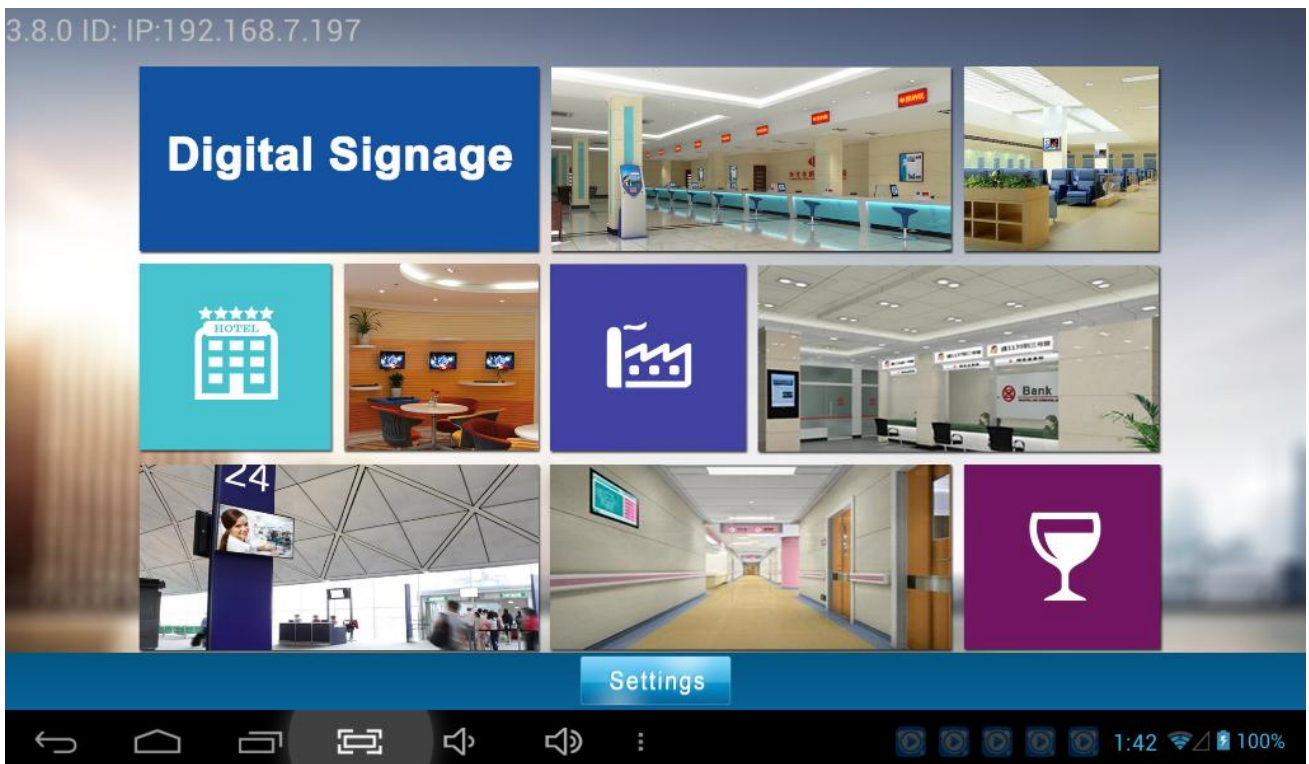 3.8.0 ID: IP:192.168.7.197
Digital Signage
HOTEL
Bank
24
Settings
1:42
100%